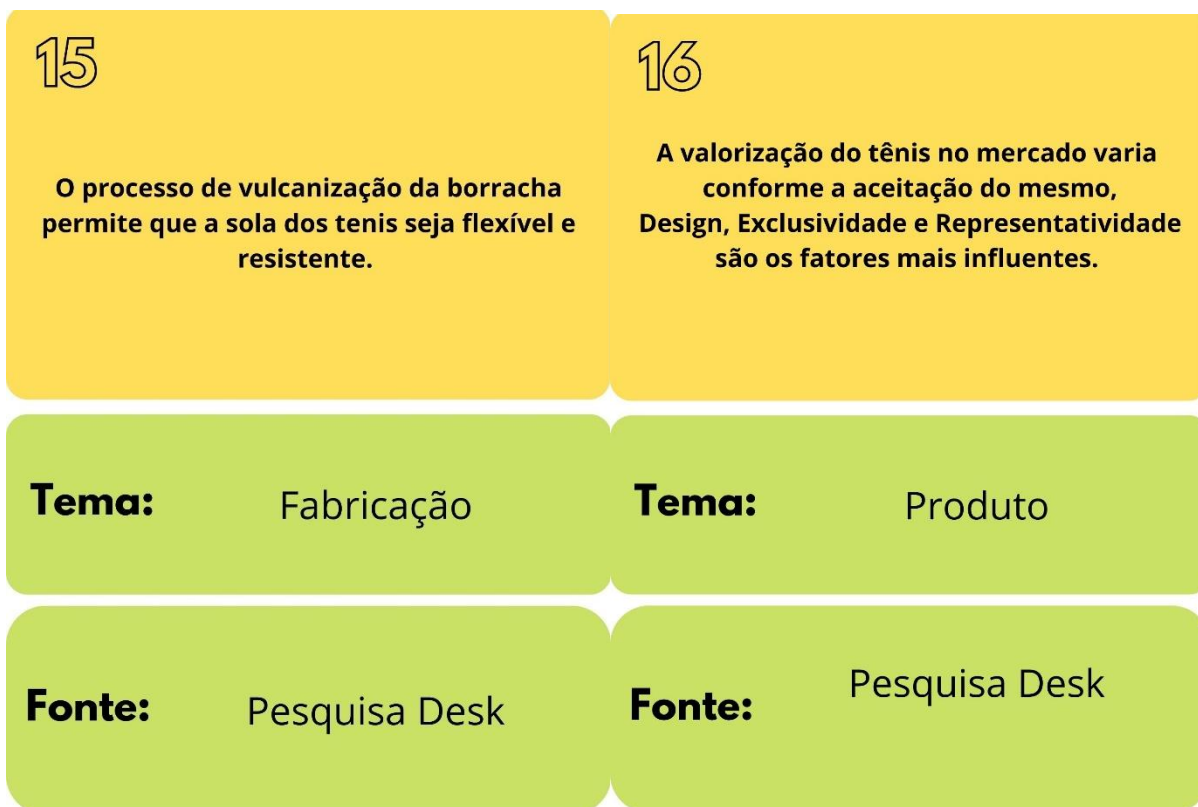 15
O processo de vulcanização da borracha
permite que a sola dos tenis seja flexível e
resistente.
Tema: Fabricação
Fonte: Pesquisa Desk
16
A valorização do tênis no mercado varia
conforme a aceitação do mesmo,
Design, Exclusividade e Representatividade
são os fatores mais influentes.
Tema: Produto
Fonte: Pesquisa Desk